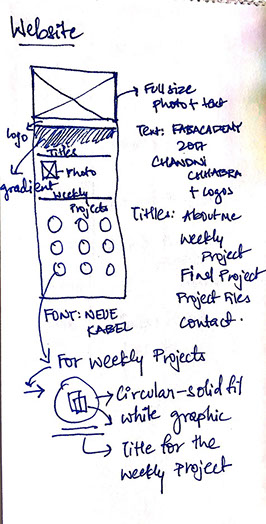 Website
Full size
photo + text
logo
Text: FABACADEMY
2017
CHANDNI
CHHABRA
+ Logos
Titles
Photo
gradient
Weekly
Projects
Titles: About Me
Weekly
Project
Final Project
Project Files
Contact.
FONT: NEUE
KABEL
For Weekly Projects
Circular-solid fill
white graphic
Title for the
Weekly Project